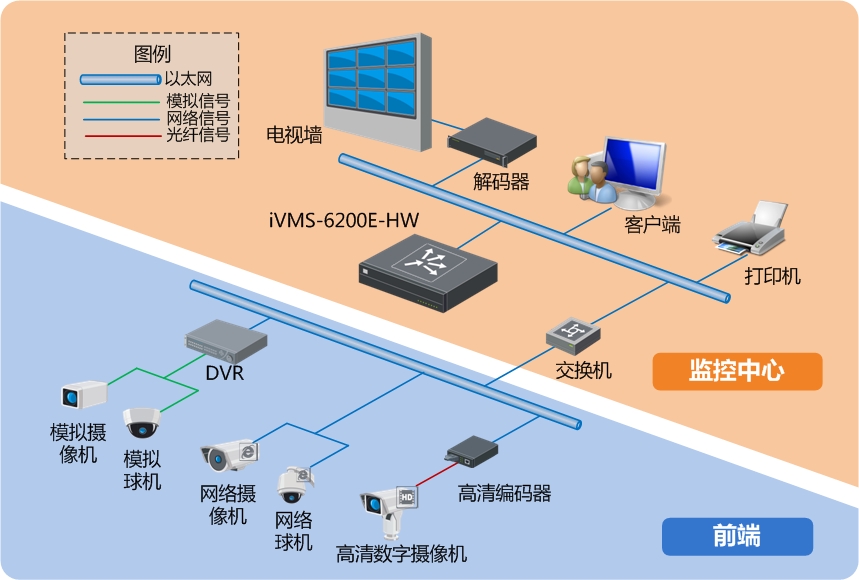 图例
以太网
模拟信号
网络信号
光纤信号
电视墙
解码器
客户端
iVMS-6200E-HW
打印机
交换机
监控中心
DVR
模拟摄
像机
模拟
球机
网络摄
像机
网络
球机
HD
高清编码器
高清数字摄像机
前端